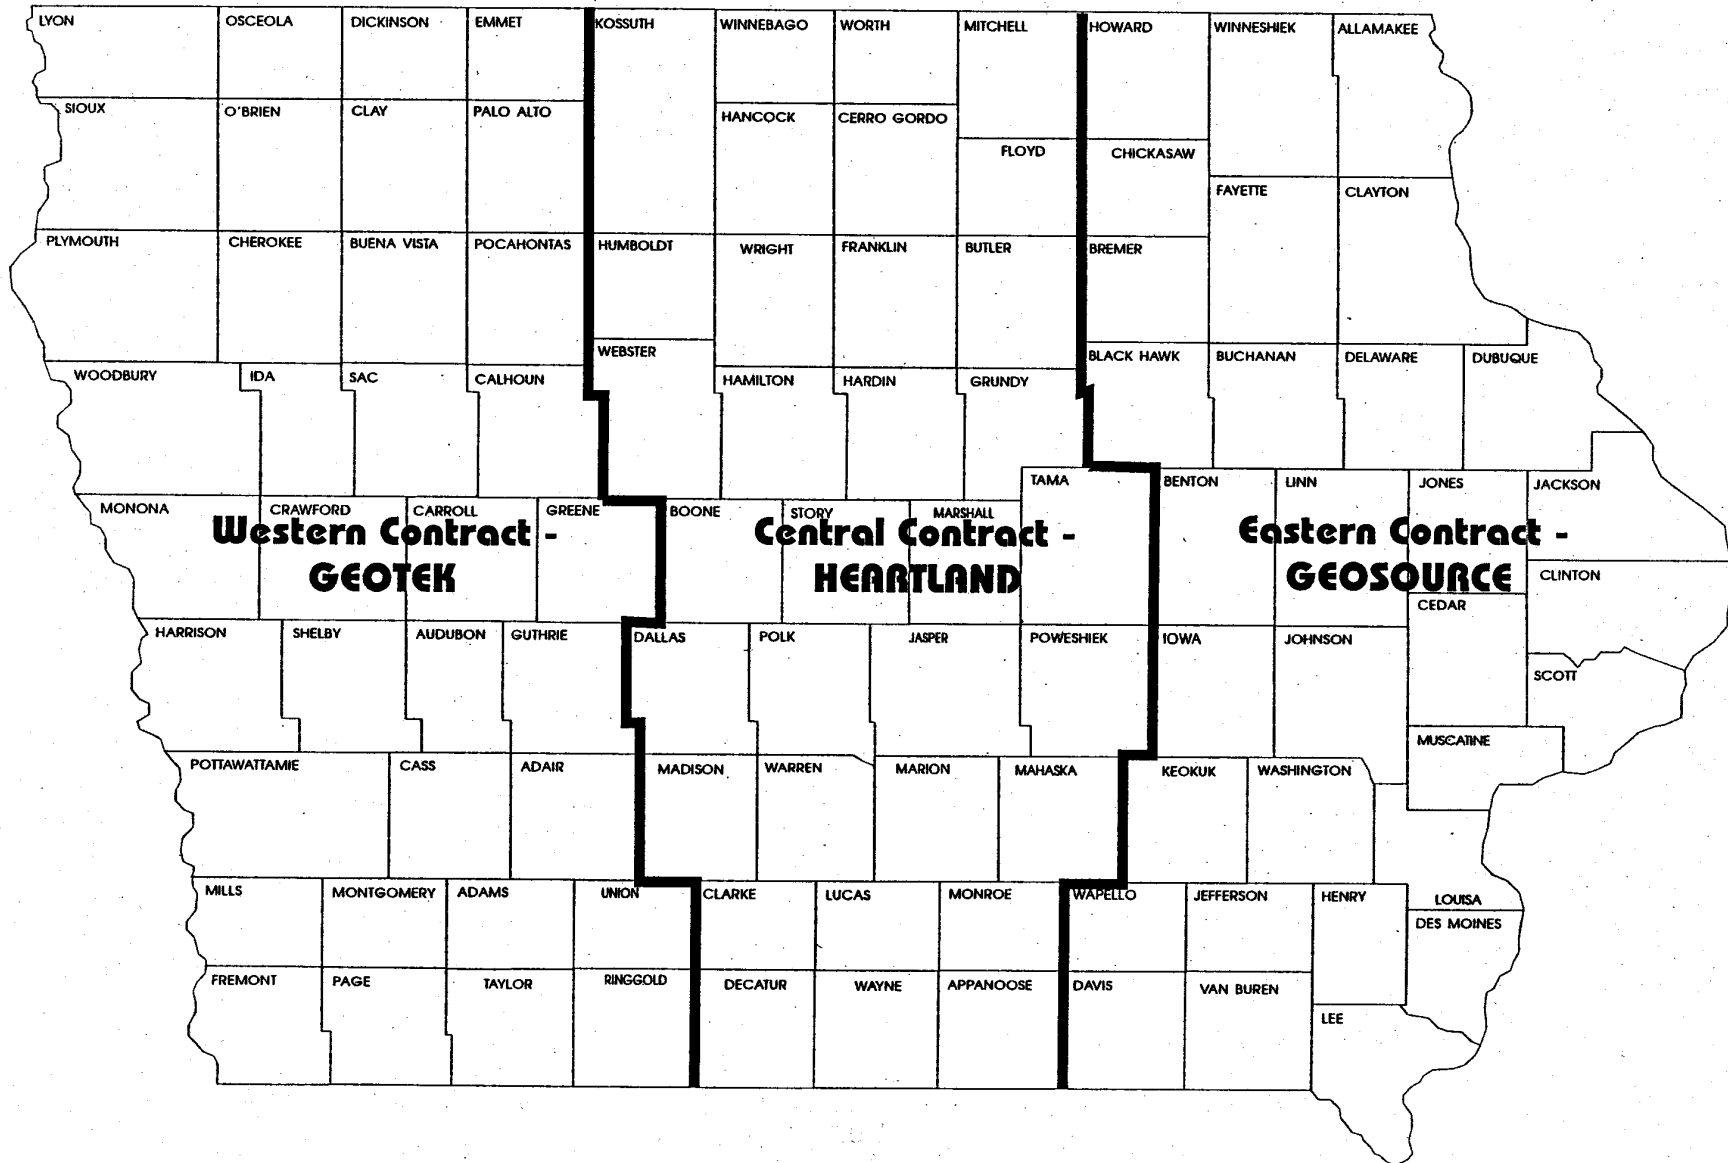 LYON OSCEOLA DICKINSON EMMET KOSSUTH WINNEBAGO WORTH MITCHELL HOWARD WINNESHIEK ALLAMAKEE
SIOUX O'BRIEN CLAY PALO ALTO HANCOCK CERRO GORDO
FLOYD CHICKASAW
FAYETTE CLAYTON
PLYMOUTH CHEROKEE BUENA VISTA POCAHONTAS HUMBOLDT WRIGHT FRANKLIN BUTLER BREMER
WEBSTER BLACK HAWK BUCHANAN DELAWARE DUBUQUE
WOODBURY IDA SAC CALHOUN HAMILTON HARDIN GRUNDY
TAMA BENTON LINN JONES JACKSON
MONONA CRAWFORD CARROLL GREENE BOONE STORY MARSHALL
Western Contract - Central Contract - Eastern Contract -
GEOTEK HEARTLAND GEOSOURCE
CLINTON
CEDAR
HARRISON SHELBY AUDUBON GUTHRIE DALLAS POLK JASPER POWESHIEK IOWA JOHNSON
SCOTT
MUSCATINE
POTTAWATTAMIE CASS ADAIR MADISON WARREN MARION MAHASKA KEOKUK WASHINGTON
MILLS MONTGOMERY ADAMS UNION CLARKE LUCAS MONROE WAPELLO JEFFERSON HENRY LOUISA
DES MOINES
FREMONT PAGE TAYLOR RINGGOLD DECATUR WAYNE APPANOOSE DAVIS VAN BUREN
LEE